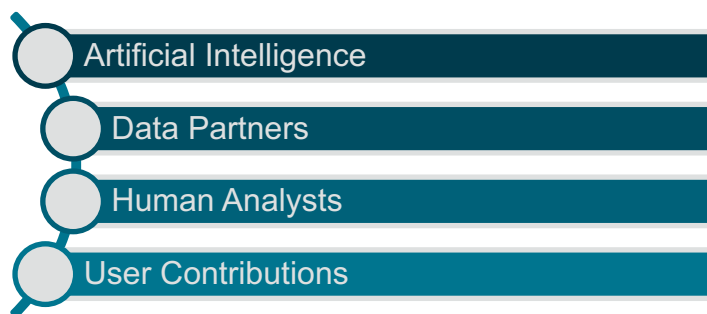 Artificial Intelligence
Data Partners
Human Analysts
User Contributions